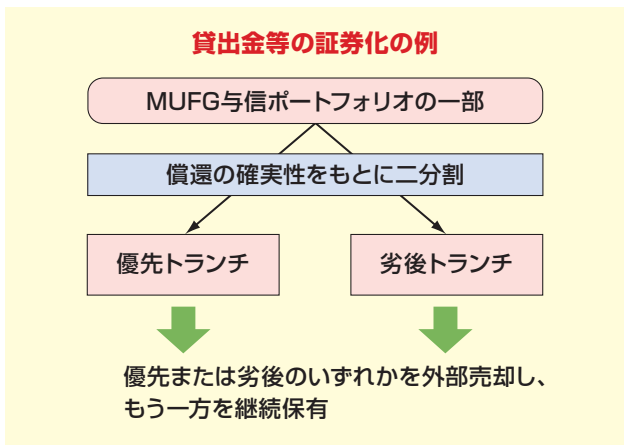 貸出金等の証券化の例
MUFG与信ポートフォリオの一部
償還の確実性をもとに二分割
優先トランチ
劣後トランチ
優先または劣後のいずれかを外部売却し、
もう一方を継続保有